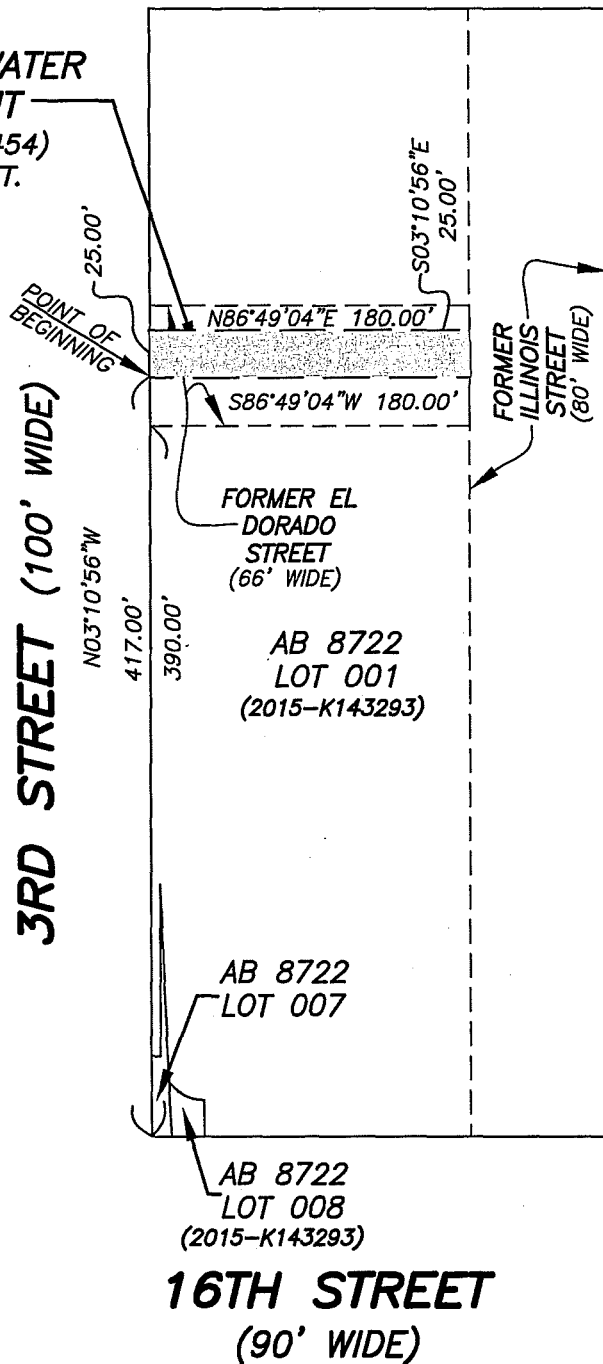 454)
T.
25.00'
S03°10'56"E
25.00'
POINT OF
BEGINNING
N86°49'04"E 180.00'
S86°49'04"W 180.00'
FORMER
ILLINOIS
STREET
(80' WIDE)
FORMER EL
DORADO
STREET
(66' WIDE)
3RD STREET (100' WIDE)
N03°10'56"W
417.00'
390.00'
AB 8722
LOT 001
(2015-K143293)
AB 8722
LOT 007
AB 8722
LOT 008
(2015-K143293)
16TH STREET
(90' WIDE)